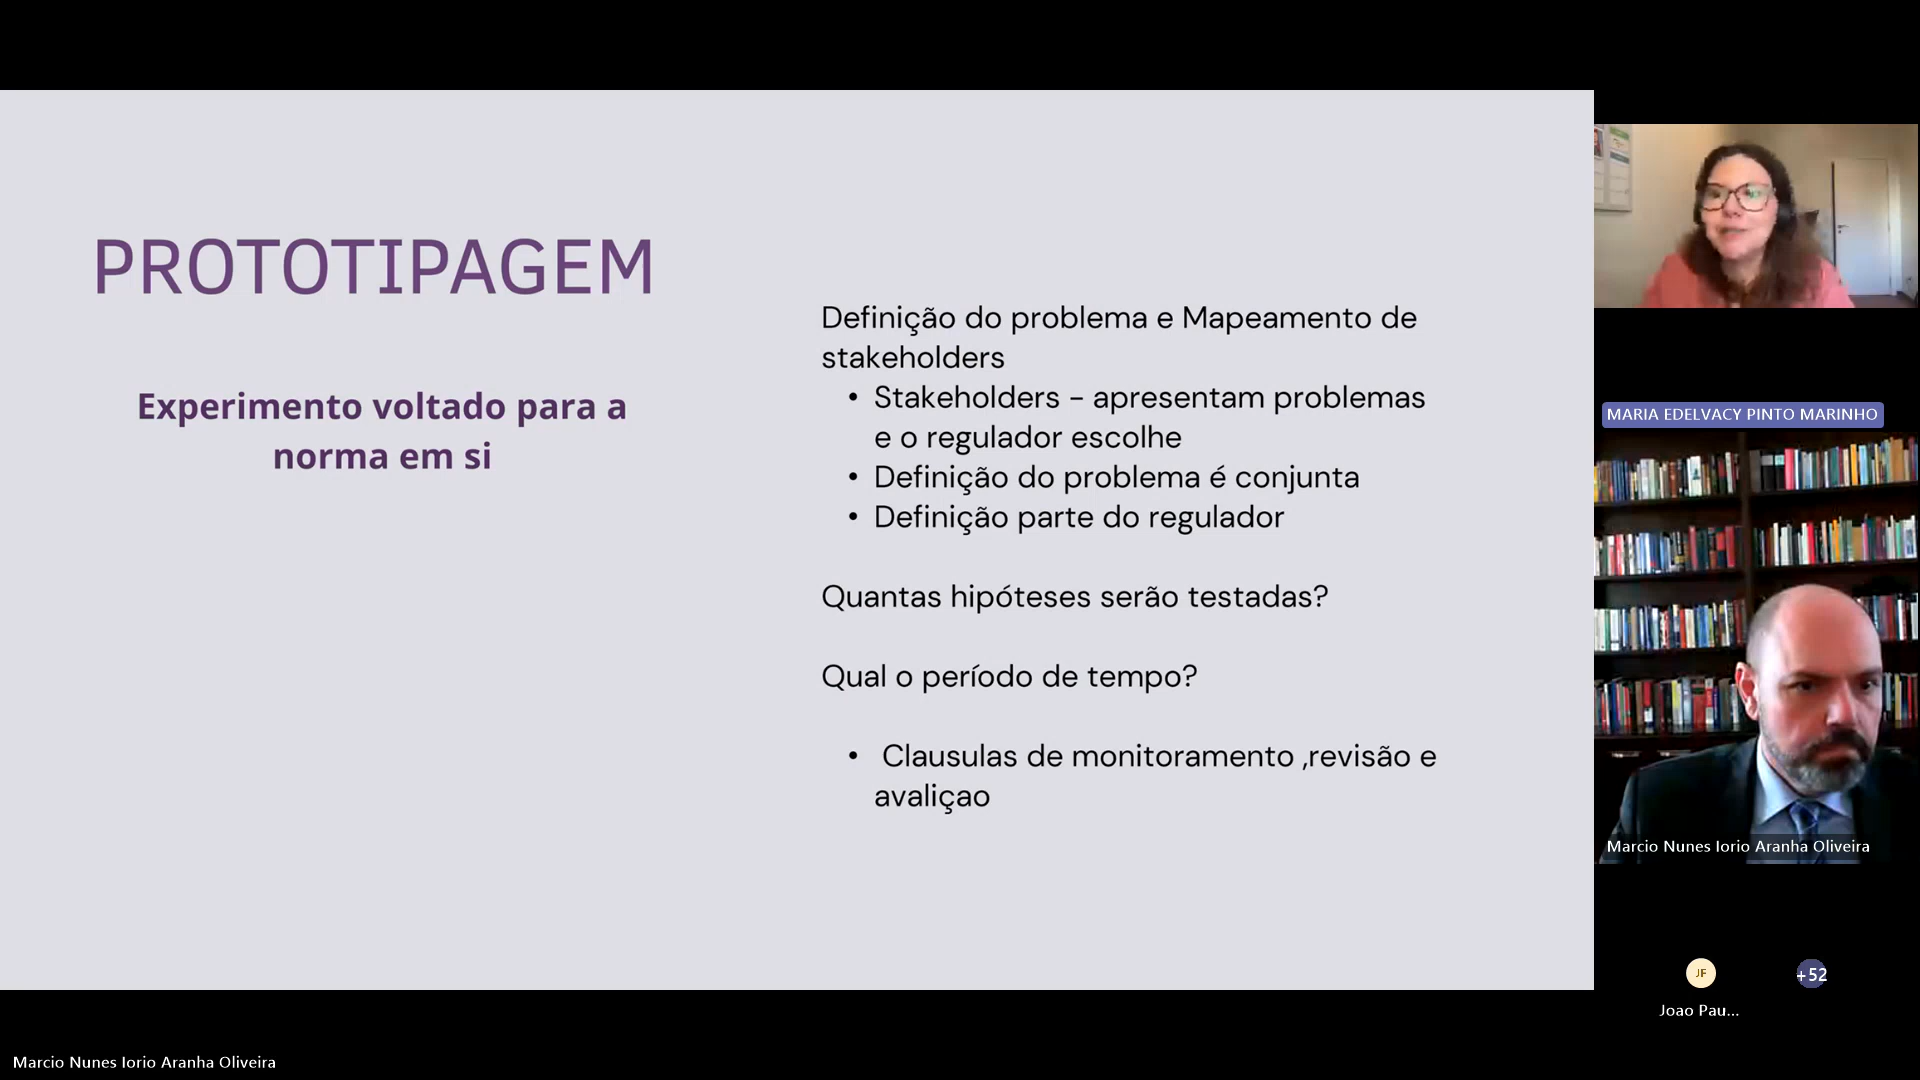 PROTOTIPAGEM
Experimento voltado para a
norma em si
Definição do problema e Mapeamento de
stakeholders
• Stakeholders - apresentam problemas
e o regulador escolhe
• Definição do problema é conjunta
• Definição parte do regulador
Quantas hipóteses serão testadas?
Qual o período de tempo?
• Clausulas de monitoramento ,revisão e
avaliçao
MARIA EDELVACY PINTO MARINHO
Marcio Nunes Iorio Aranha Oliveira
JF
+52
Joao Pau...
Marcio Nunes Iorio Aranha Oliveira